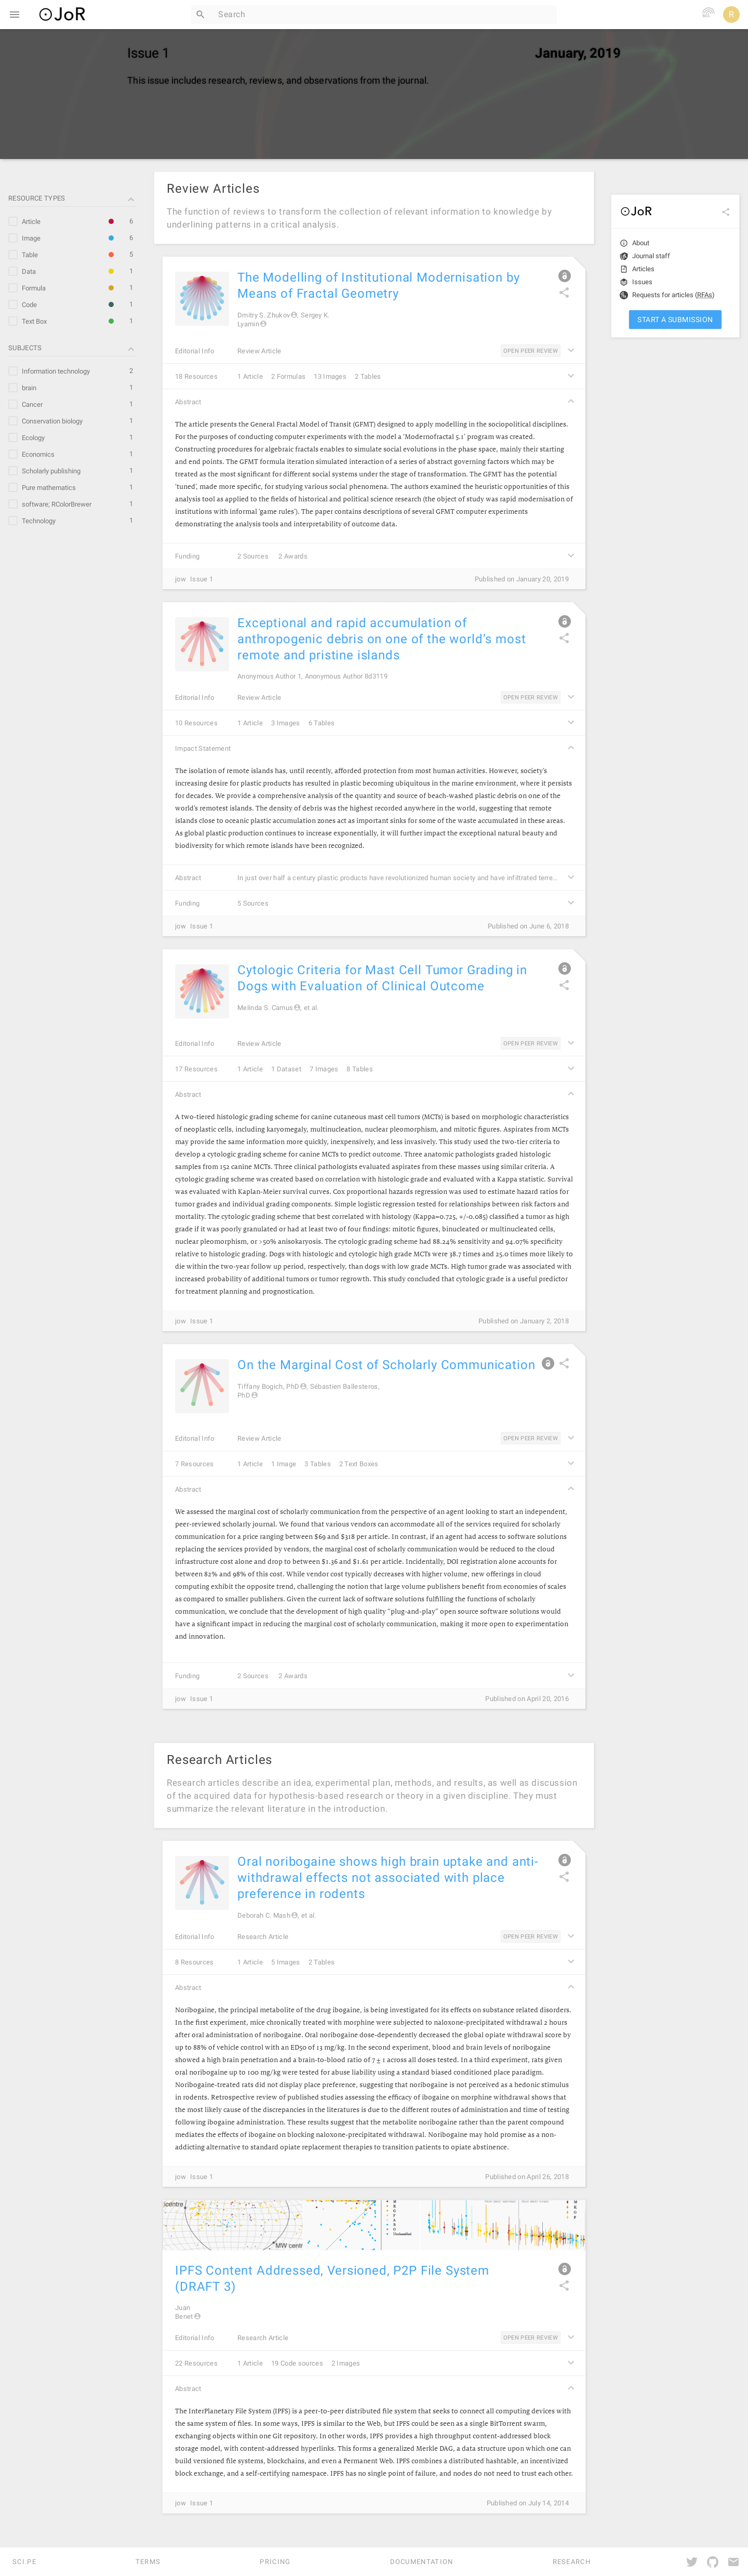 JoR
Search
R
Issue 1
January, 2019
This issue includes research, reviews, and observations from the journal.
RESOURCE TYPES
Article 6
Image 6
Table 5
Data 1
Formula 1
Code 1
Text Box 1
SUBJECTS
Information technology 2
brain 1
Cancer 1
Conservation biology 1
Ecology 1
Economics 1
Scholarly publishing 1
Pure mathematics 1
software; RColorBrewer 1
Technology 1
Review Articles
The function of reviews to transform the collection of relevant information to knowledge by
underlining patterns in a critical analysis.
The Modelling of Institutional Modernisation by
Means of Fractal Geometry
Dmitry S. Zhukov, Sergey K.
Lyamin
Editorial Info Review Article OPEN PEER REVIEW
18 Resources 1 Article 2 Formulas 13 Images 2 Tables
Abstract
The article presents the General Fractal Model of Transit (GFMT) designed to apply modelling in the sociopolitical disciplines.
For the purposes of conducting computer experiments with the model a 'Modernofractal 5.1' program was created.
Constructing procedures for algebraic fractals enables to simulate social evolutions in the phase space, mainly their starting
and end points. The GFMT formula iteration simulated interaction of a series of abstract governing factors which may be
treated as the most significant for different social systems under the stage of transformation. The GFMT has the potential
'tuned', made more specific, for studying various social phenomena. The authors examined the heuristic opportunities of this
analysis tool as applied to the fields of historical and political science research (the object of study was rapid modernisation of
institutions with informal 'game rules'). The paper contains descriptions of several GFMT computer experiments
demonstrating the analysis tools and interpretability of outcome data.
Funding 2 Sources 2 Awards
jow Issue 1 Published on January 20, 2019
Exceptional and rapid accumulation of
anthropogenic debris on one of the world's most
remote and pristine islands
Anonymous Author 1, Anonymous Author 8d3119
Editorial Info Review Article OPEN PEER REVIEW
10 Resources 1 Article 3 Images 6 Tables
Impact Statement
The isolation of remote islands has, until recently, afforded protection from most human activities. However, society's
increasing desire for plastic products has resulted in plastic becoming ubiquitous in the marine environment, where it persists
for decades. We provide a comprehensive analysis of the quantity and source of beach-washed plastic debris on one of the
world's remotest islands. The density of debris was the highest recorded anywhere in the world, suggesting that remote
islands close to oceanic plastic accumulation zones act as important sinks for some of the waste accumulated in these areas.
As global plastic production continues to increase exponentially, it will further impact the exceptional natural beauty and
biodiversity for which remote islands have been recognized.
Abstract In just over half a century plastic products have revolutionized human society and have infiltrated terre...
Funding 5 Sources
jow Issue 1 Published on June 6, 2018
Cytologic Criteria for Mast Cell Tumor Grading in
Dogs with Evaluation of Clinical Outcome
Melinda S. Camus, et al.
Editorial Info Review Article OPEN PEER REVIEW
17 Resources 1 Article 1 Dataset 7 Images 8 Tables
Abstract
A two-tiered histologic grading scheme for canine cutaneous mast cell tumors (MCTs) is based on morphologic characteristics
of neoplastic cells, including karyomegaly, multinucleation, nuclear pleomorphism, and mitotic figures. Aspirates from MCTs
may provide the same information more quickly, inexpensively, and less invasively. This study used the two-tier criteria to
develop a cytologic grading scheme for canine MCTs to predict outcome. Three anatomic pathologists graded histologic
samples from 152 canine MCTs. Three clinical pathologists evaluated aspirates from these masses using similar criteria. A
cytologic grading scheme was created based on correlation with histologic grade and evaluated with a Kappa statistic. Survival
was evaluated with Kaplan-Meier survival curves. Cox proportional hazards regression was used to estimate hazard ratios for
tumor grades and individual grading components. Simple logistic regression tested for relationships between risk factors and
mortality. The cytologic grading scheme that best correlated with histology (Kappa=0.725, +/-0.085) classified a tumor as high
grade if it was poorly granulated or had at least two of four findings: mitotic figures, binucleated or multinucleated cells,
nuclear pleomorphism, or >50% anisokaryosis. The cytologic grading scheme had 88.24% sensitivity and 94.07% specificity
relative to histologic grading. Dogs with histologic and cytologic high grade MCTs were 38.7 times and 25.0 times more likely to
die within the two-year follow up period, respectively, than dogs with low grade MCTs. High tumor grade was associated with
increased probability of additional tumors or tumor regrowth. This study concluded that cytologic grade is a useful predictor
for treatment planning and prognostication.
jow Issue 1 Published on January 2, 2018
On the Marginal Cost of Scholarly Communication
Tiffany Bogich, PhD, Sébastien Ballesteros,
PhD
Editorial Info Review Article OPEN PEER REVIEW
7 Resources 1 Article 1 Image 3 Tables 2 Text Boxes
Abstract
We assessed the marginal cost of scholarly communication from the perspective of an agent looking to start an independent,
peer-reviewed scholarly journal. We found that various vendors can accommodate all of the services required for scholarly
communication for a price ranging between $69 and $318 per article. In contrast, if an agent had access to software solutions
replacing the services provided by vendors, the marginal cost of scholarly communication would be reduced to the cloud
infrastructure cost alone and drop to between $1.36 and $1.61 per article. Incidentally, DOI registration alone accounts for
between 82% and 98% of this cost. While vendor cost typically decreases with higher volume, new offerings in cloud
computing exhibit the opposite trend, challenging the notion that large volume publishers benefit from economies of scales
as compared to smaller publishers. Given the current lack of software solutions fulfilling the functions of scholarly
communication, we conclude that the development of high quality "plug-and-play" open source software solutions would
have a significant impact in reducing the marginal cost of scholarly communication, making it more open to experimentation
and innovation.
Funding 2 Sources 2 Awards
jow Issue 1 Published on April 20, 2016
Research Articles
Research articles describe an idea, experimental plan, methods, and results, as well as discussion
of the acquired data for hypothesis-based research or theory in a given discipline. They must
summarize the relevant literature in the introduction.
Oral noribogaine shows high brain uptake and anti-
withdrawal effects not associated with place
preference in rodents
Deborah C. Mash, et al.
Editorial Info Research Article OPEN PEER REVIEW
8 Resources 1 Article 5 Images 2 Tables
Abstract
Noribogaine, the principal metabolite of the drug ibogaine, is being investigated for its effects on substance related disorders.
In the first experiment, mice chronically treated with morphine were subjected to naloxone-precipitated withdrawal 2 hours
after oral administration of noribogaine. Oral noribogaine dose-dependently decreased the global opiate withdrawal score by
up to 88% of vehicle control with an ED50 of 13 mg/kg. In the second experiment, blood and brain levels of noribogaine
showed a high brain penetration and a brain-to-blood ratio of 7 ± 1 across all doses tested. In a third experiment, rats given
oral noribogaine up to 100 mg/kg were tested for abuse liability using a standard biased conditioned place paradigm.
Noribogaine-treated rats did not display place preference, suggesting that noribogaine is not perceived as a hedonic stimulus
in rodents. Retrospective review of published studies assessing the efficacy of ibogaine on morphine withdrawal shows that
the most likely cause of the discrepancies in the literatures is due to the different routes of administration and time of testing
following ibogaine administration. These results suggest that the metabolite noribogaine rather than the parent compound
mediates the effects of ibogaine on blocking naloxone-precipitated withdrawal. Noribogaine may hold promise as a non-
addicting alternative to standard opiate replacement therapies to transition patients to opiate abstinence.
jow Issue 1 Published on April 26, 2018
MW centr
IPFS Content Addressed, Versioned, P2P File System
(DRAFT 3)
Juan
Benet
Editorial Info Research Article OPEN PEER REVIEW
22 Resources 1 Article 19 Code sources 2 Images
Abstract
The InterPlanetary File System (IPFS) is a peer-to-peer distributed file system that seeks to connect all computing devices with
the same system of files. In some ways, IPFS is similar to the Web, but IPFS could be seen as a single BitTorrent swarm,
exchanging objects within one Git repository. In other words, IPFS provides a high throughput content-addressed block
storage model, with content-addressed hyperlinks. This forms a generalized Merkle DAG, a data structure upon which one can
build versioned file systems, blockchains, and even a Permanent Web. IPFS combines a distributed hashtable, an incentivized
block exchange, and a self-certifying namespace. IPFS has no single point of failure, and nodes do not need to trust each other.
jow Issue 1 Published on July 14, 2014
JoR
About
Journal staff
Articles
Issues
Requests for articles (RFAs)
START A SUBMISSION
SCI.PE TERMS PRICING DOCUMENTATION RESEARCH